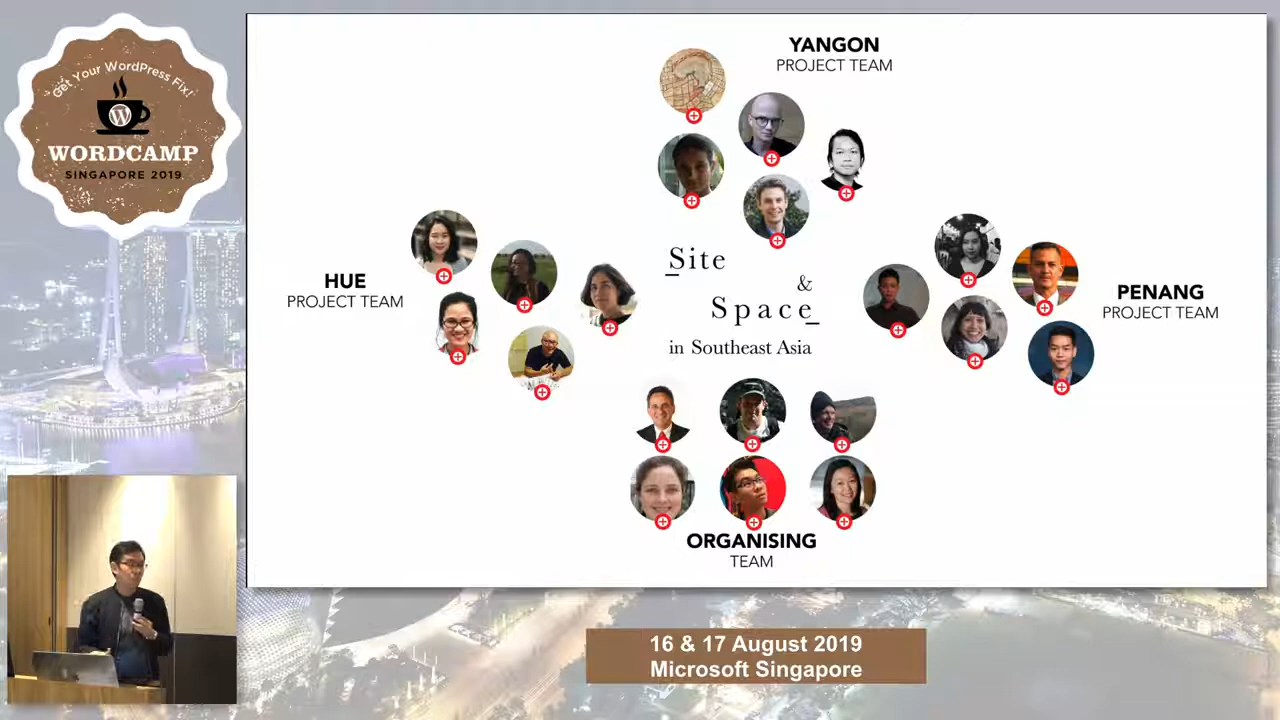 Get Your WordPress Fix!
W
WORDCAMP
SINGAPORE 2019
YANGON
PROJECT TEAM
HUE
PROJECT TEAM
Site
&
Space
in Southeast Asia
PENANG
PROJECT TEAM
ORGANISING
TEAM
16 & 17 August 2019
Microsoft Singapore